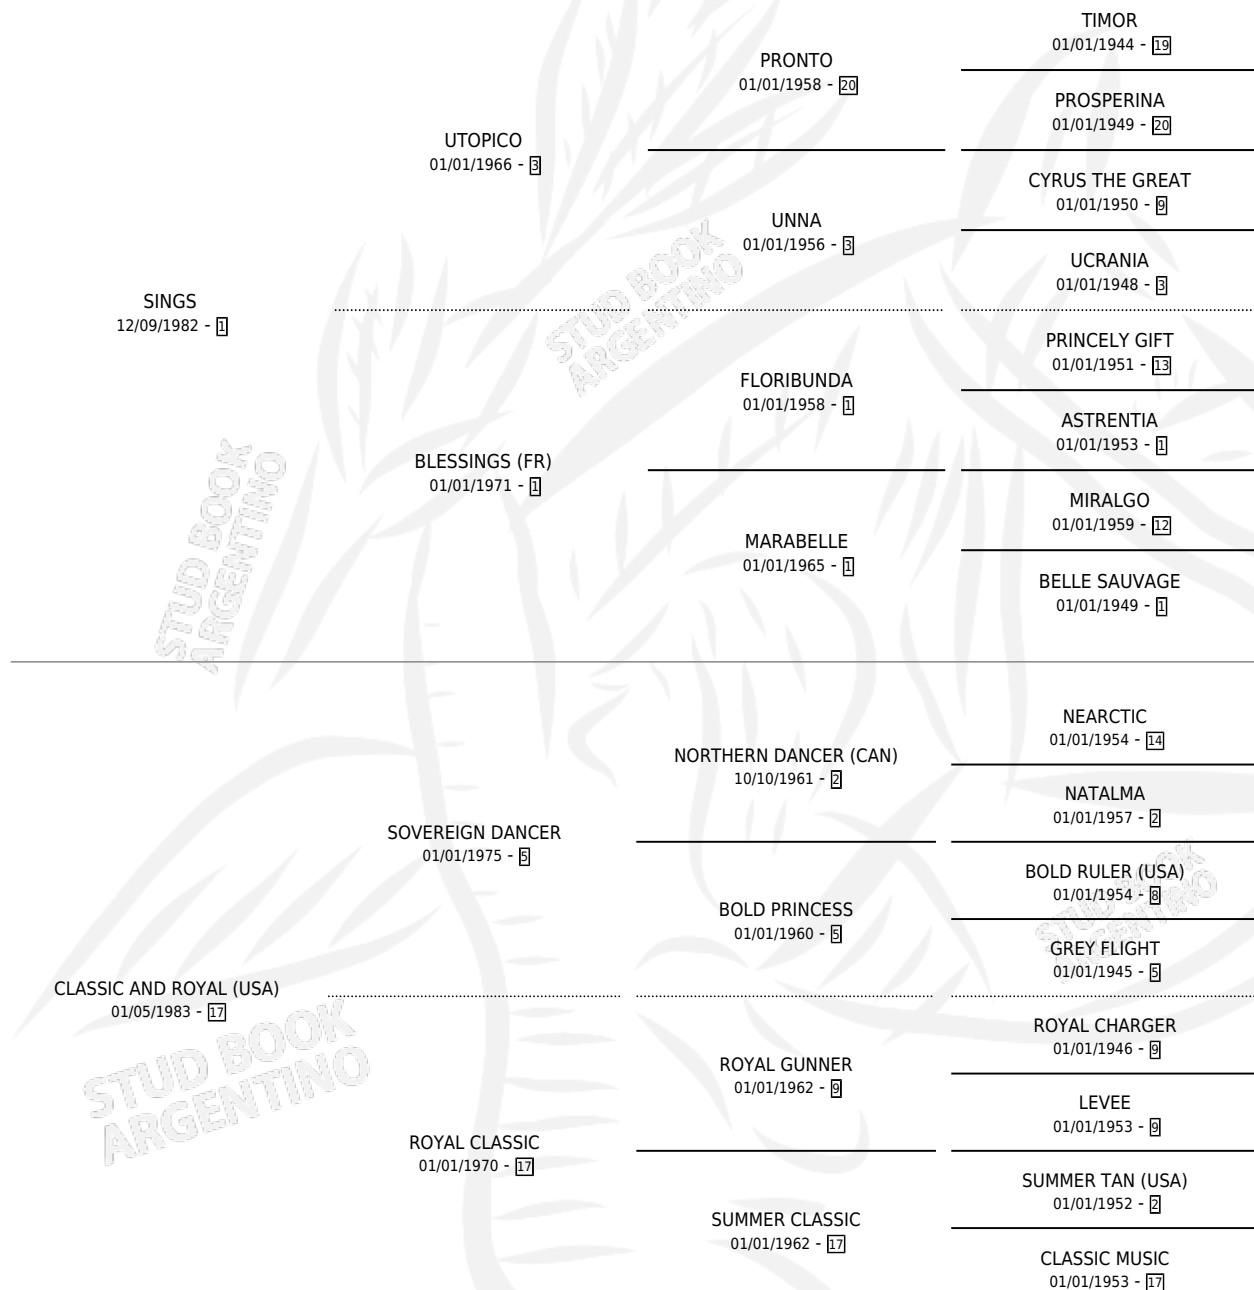 TIMOR
01/01/1944 - 19
PRONTO
01/01/1958 - 20
PROSPERINA
01/01/1949 - 20
UTOPICO
01/01/1966 - 3
CYRUS THE GREAT
01/01/1950 - 9
UNNA
01/01/1956 - 3
UCRANIA
01/01/1948 - 3
SINGS
12/09/1982 - 1
PRINCELY GIFT
01/01/1951 - 13
FLORIBUNDA
01/01/1958 - 1
ASTRENTIA
01/01/1953 - 1
BLESSINGS (FR)
01/01/1971 - 1
MIRALGO
01/01/1959 - 12
MARABELLE
01/01/1965 - 1
BELLE SAUVAGE
01/01/1949 - 1
STUD BOOK
ARGENTINO
STUD BOOK
ARGENTINO
NEARCTIC
01/01/1954 - 14
NORTHERN DANCER (CAN)
10/10/1961 - 2
NATALMA
01/01/1957 - 2
SOVEREIGN DANCER
01/01/1975 - 5
BOLD RULER (USA)
01/01/1954 - 8
BOLD PRINCESS
01/01/1960 - 5
GREY FLIGHT
01/01/1945 - 5
CLASSIC AND ROYAL (USA)
01/05/1983 - 17
ROYAL CHARGER
01/01/1946 - 9
ROYAL GUNNER
01/01/1962 - 9
LEVEE
01/01/1953 - 9
ROYAL CLASSIC
01/01/1970 - 17
SUMMER TAN (USA)
01/01/1952 - 2
SUMMER CLASSIC
01/01/1962 - 17
CLASSIC MUSIC
01/01/1953 - 17
STUD BOOK
ARGENTINO
STUD BOOK
ARGENTINO